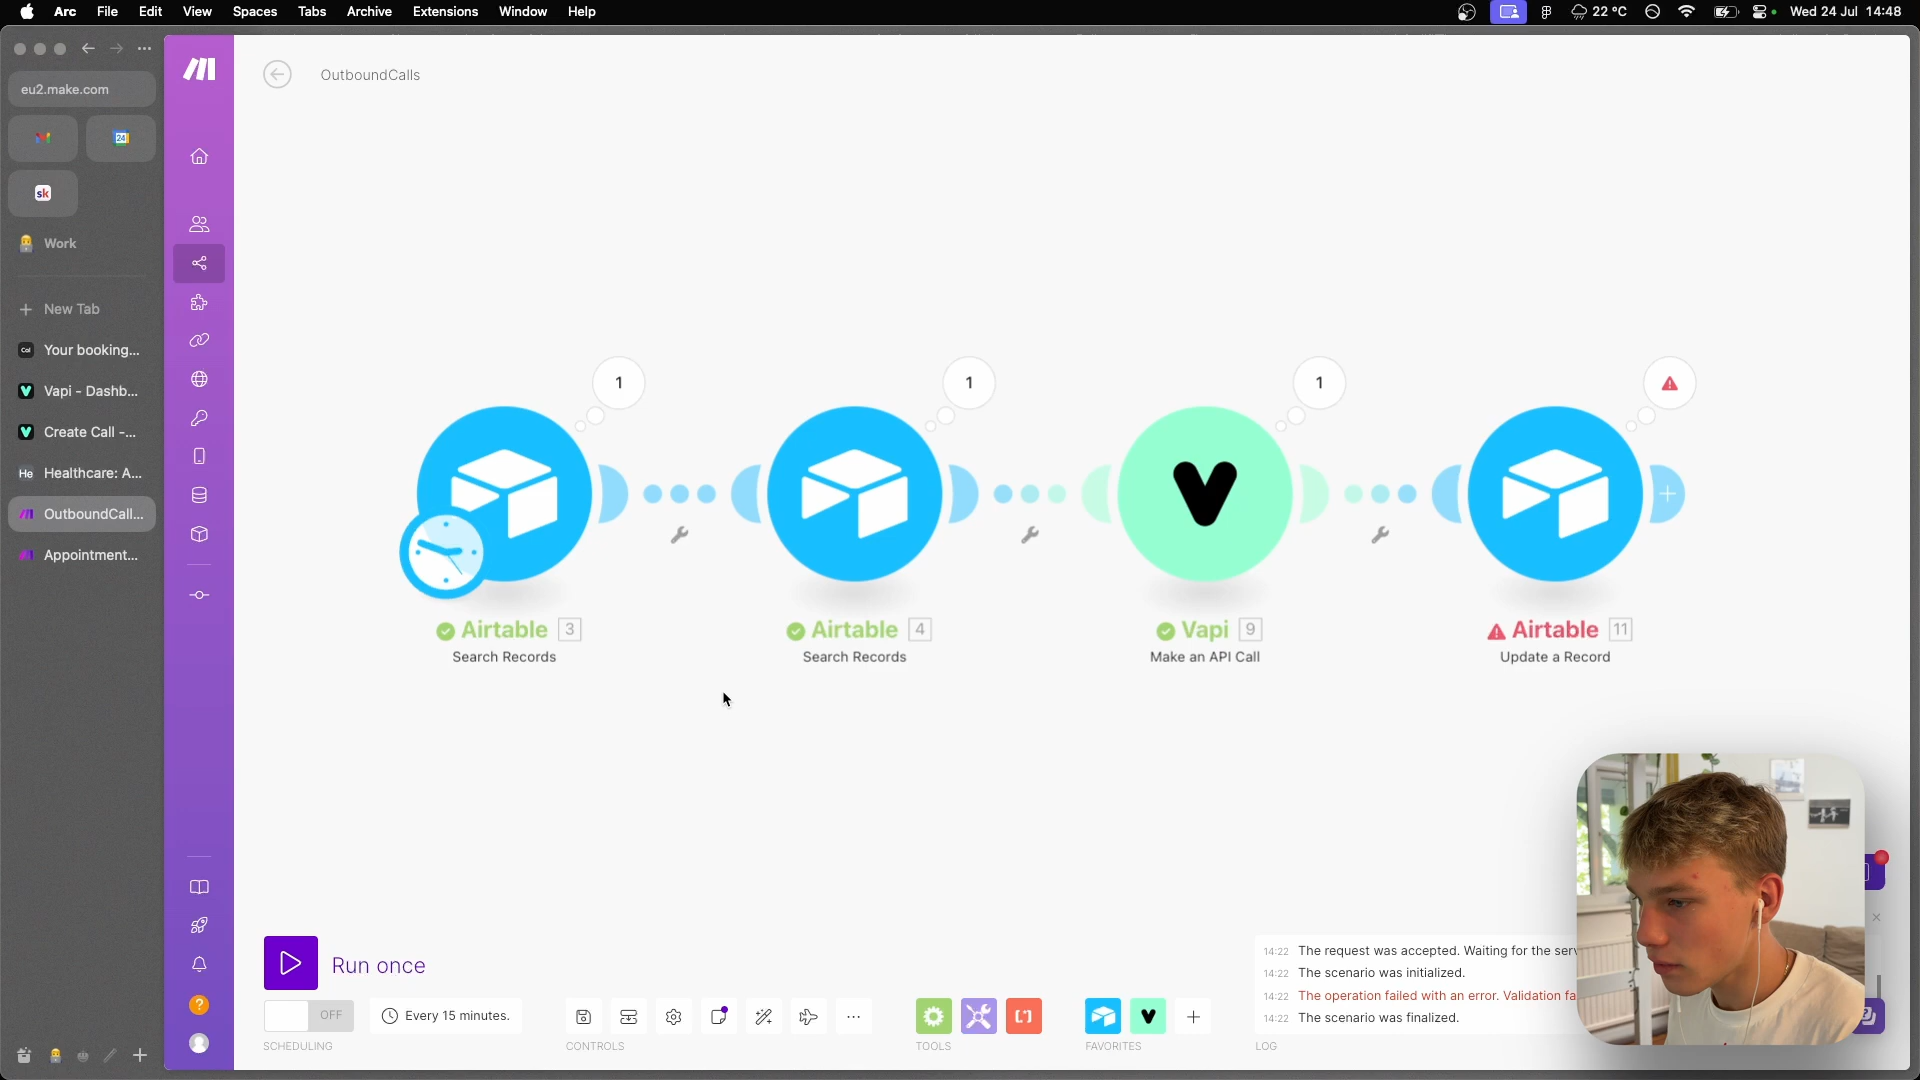 Arc File Edit View Spaces Tabs Archive Extensions Window Help
22 °C Wed 24 Jul 14:48
eu2.make.com
24
sk
Work
New Tab
Cal Your booking...
Vapi - Dashb...
Create Call -...
He Healthcare: A...
OutboundCall...
Appointment...
OutboundCalls
1
1
1
Airtable 3
Search Records
Airtable 4
Search Records
Vapi 9
Make an API Call
Airtable 11
Update a Record
Run once
OFF
Every 15 minutes.
SCHEDULING
CONTROLS
TOOLS
FAVORITES
14:22 The request was accepted. Waiting for the serv
14:22 The scenario was initialized.
14:22 The operation failed with an error. Validation fa
14:22 The scenario was finalized.
LOG